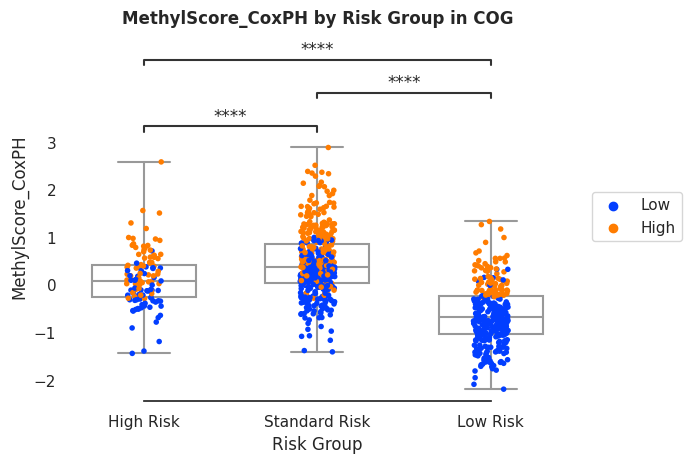 MethylScore_CoxPH by Risk Group in COG
****
****
****
MethylScore_CoxPH
3
2
1
0
−1
−2
High Risk Standard Risk Low Risk
Risk Group
Low
High